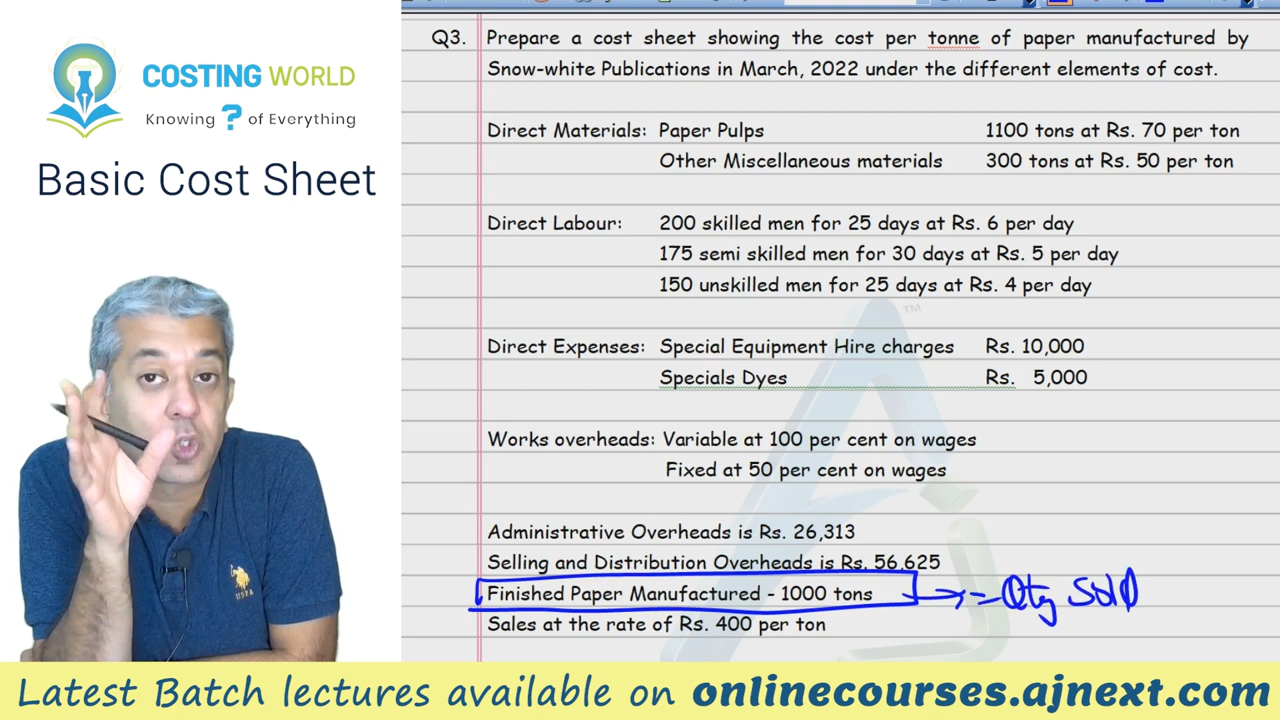 COSTING WORLD
Knowing ? of Everything
Basic Cost Sheet
Q3. Prepare a cost sheet showing the cost per tonne of paper manufactured by
Snow-white Publications in March, 2022 under the different elements of cost.
Direct Materials: Paper Pulps 1100 tons at Rs. 70 per ton
Other Miscellaneous materials 300 tons at Rs. 50 per ton
Direct Labour: 200 skilled men for 25 days at Rs. 6 per day
175 semi skilled men for 30 days at Rs. 5 per day
150 unskilled men for 25 days at Rs. 4 per day
Direct Expenses: Special Equipment Hire charges Rs. 10,000
Specials Dyes Rs. 5,000
Works overheads: Variable at 100 per cent on wages
Fixed at 50 per cent on wages
Administrative Overheads is Rs. 26,313
Selling and Distribution Overheads is Rs. 56,625
Finished Paper Manufactured - 1000 tons = Qty Sold
Sales at the rate of Rs. 400 per ton
TM
U.S.P.A.
Latest Batch lectures available on onlinecourses.ajnext.com